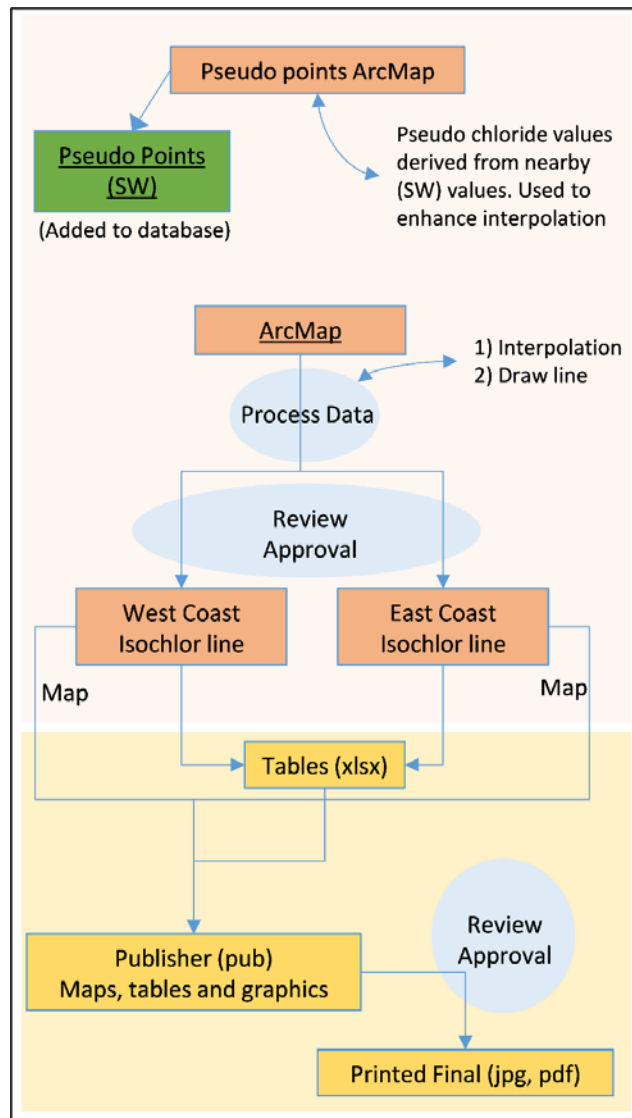 Pseudo points ArcMap
Pseudo Points
(SW)
(Added to database)
Pseudo chloride values
derived from nearby
(SW) values. Used to
enhance interpolation
ArcMap
1) Interpolation
2) Draw line
Process Data
Review
Approval
West Coast
Isochlor line
East Coast
Isochlor line
Map
Map
Tables (xlsx)
Publisher (pub)
Maps, tables and graphics
Review
Approval
Printed Final (jpg, pdf)